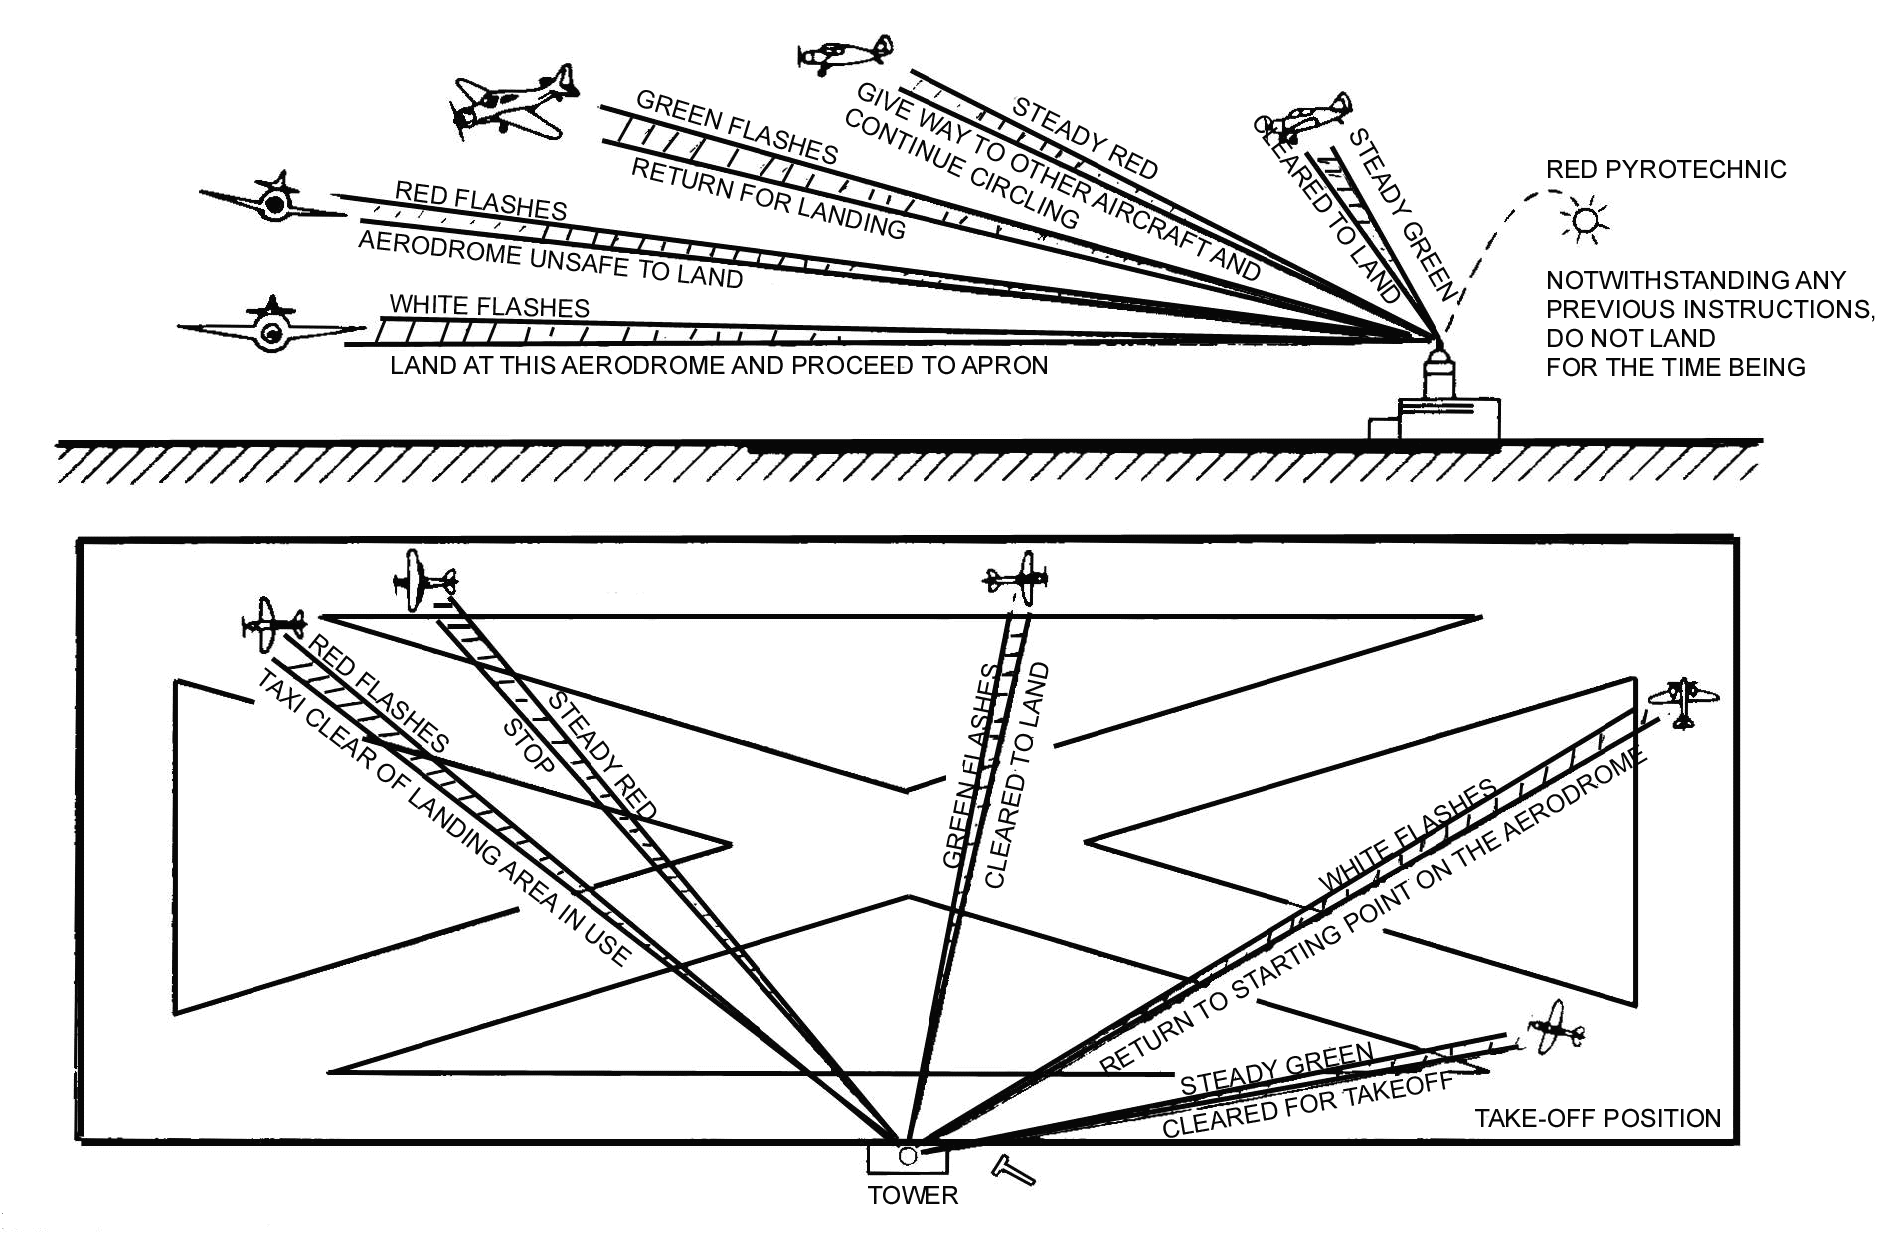 STEADY RED
GIVE WAY TO OTHER AIRCRAFT AND
CONTINUE CIRCLING
GREEN FLASHES
RETURN FOR LANDING
STEADY GREEN
CLEARED TO LAND
RED PYROTECHNIC
RED FLASHES
AERODROME UNSAFE TO LAND
NOTWITHSTANDING ANY
PREVIOUS INSTRUCTIONS,
DO NOT LAND
FOR THE TIME BEING
WHITE FLASHES
LAND AT THIS AERODROME AND PROCEED TO APRON
RED FLASHES
TAXI CLEAR OF LANDING AREA IN USE
STEADY RED
STOP
GREEN FLASHES
CLEARED TO LAND
WHITE FLASHES
RETURN TO STARTING POINT ON THE AERODROME
STEADY GREEN
CLEARED FOR TAKEOFF
TAKE-OFF POSITION
TOWER